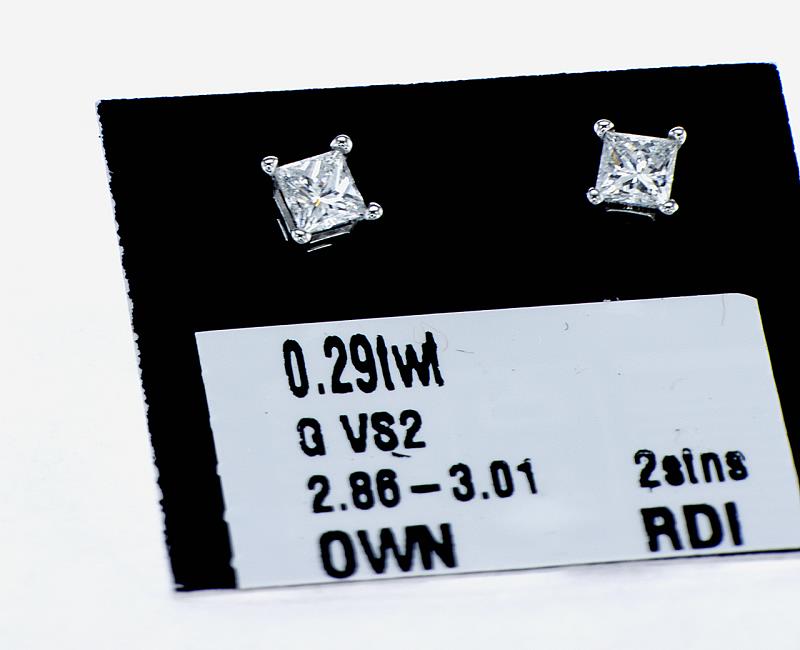 0.29twt
G VS2
2.86-3.01 2stns
OWN RDI